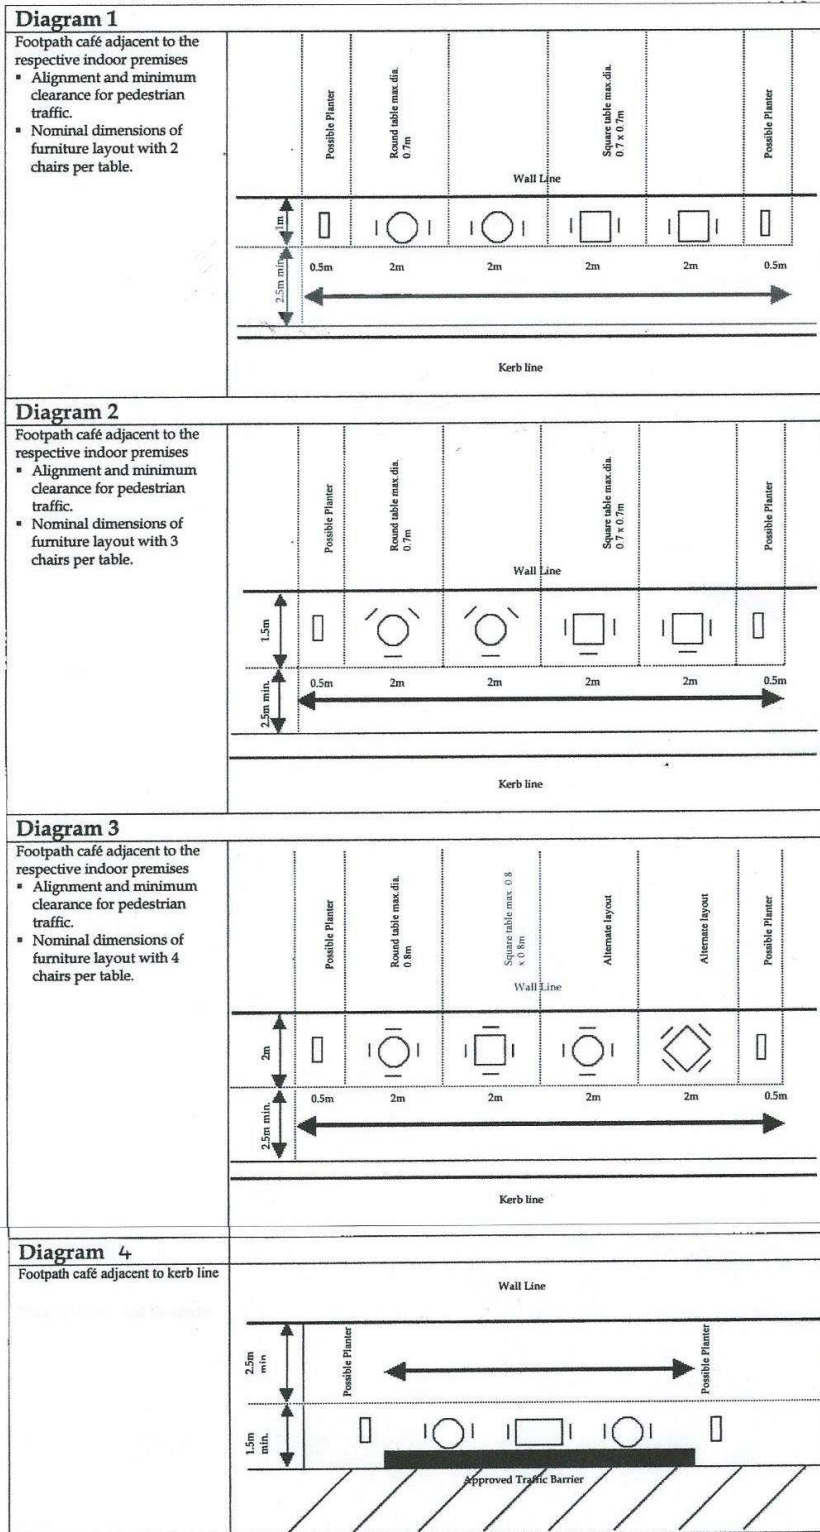 Diagram 1
Footpath café adjacent to the
respective indoor premises
▪ Alignment and minimum
clearance for pedestrian
traffic.
▪ Nominal dimensions of
furniture layout with 2
chairs per table.
Possible Planter
Round table max.dia.
0.7m
Square table max.dia.
0.7 x 0.7m
Possible Planter
Wall Line
1m
2.5m min.
0.5m 2m 2m 2m 2m 0.5m
Kerb line
Diagram 2
Footpath café adjacent to the
respective indoor premises
▪ Alignment and minimum
clearance for pedestrian
traffic.
▪ Nominal dimensions of
furniture layout with 3
chairs per table.
Possible Planter
Round table max.dia.
0.7m
Square table max.dia.
0.7 x 0.7m
Possible Planter
Wall Line
1.5m
2.5m min.
0.5m 2m 2m 2m 2m 0.5m
Kerb line
Diagram 3
Footpath café adjacent to the
respective indoor premises
▪ Alignment and minimum
clearance for pedestrian
traffic.
▪ Nominal dimensions of
furniture layout with 4
chairs per table.
Possible Planter
Round table max.dia.
0.8m
Square table max. 0.8
x 0.8m
Alternate layout
Alternate layout
Possible Planter
Wall Line
2m
2.5m min.
0.5m 2m 2m 2m 2m 0.5m
Kerb line
Diagram 4
Footpath café adjacent to kerb line
Wall Line
2.5m
min
Possible Planter
Possible Planter
1.5m
min.
Approved Traffic Barrier